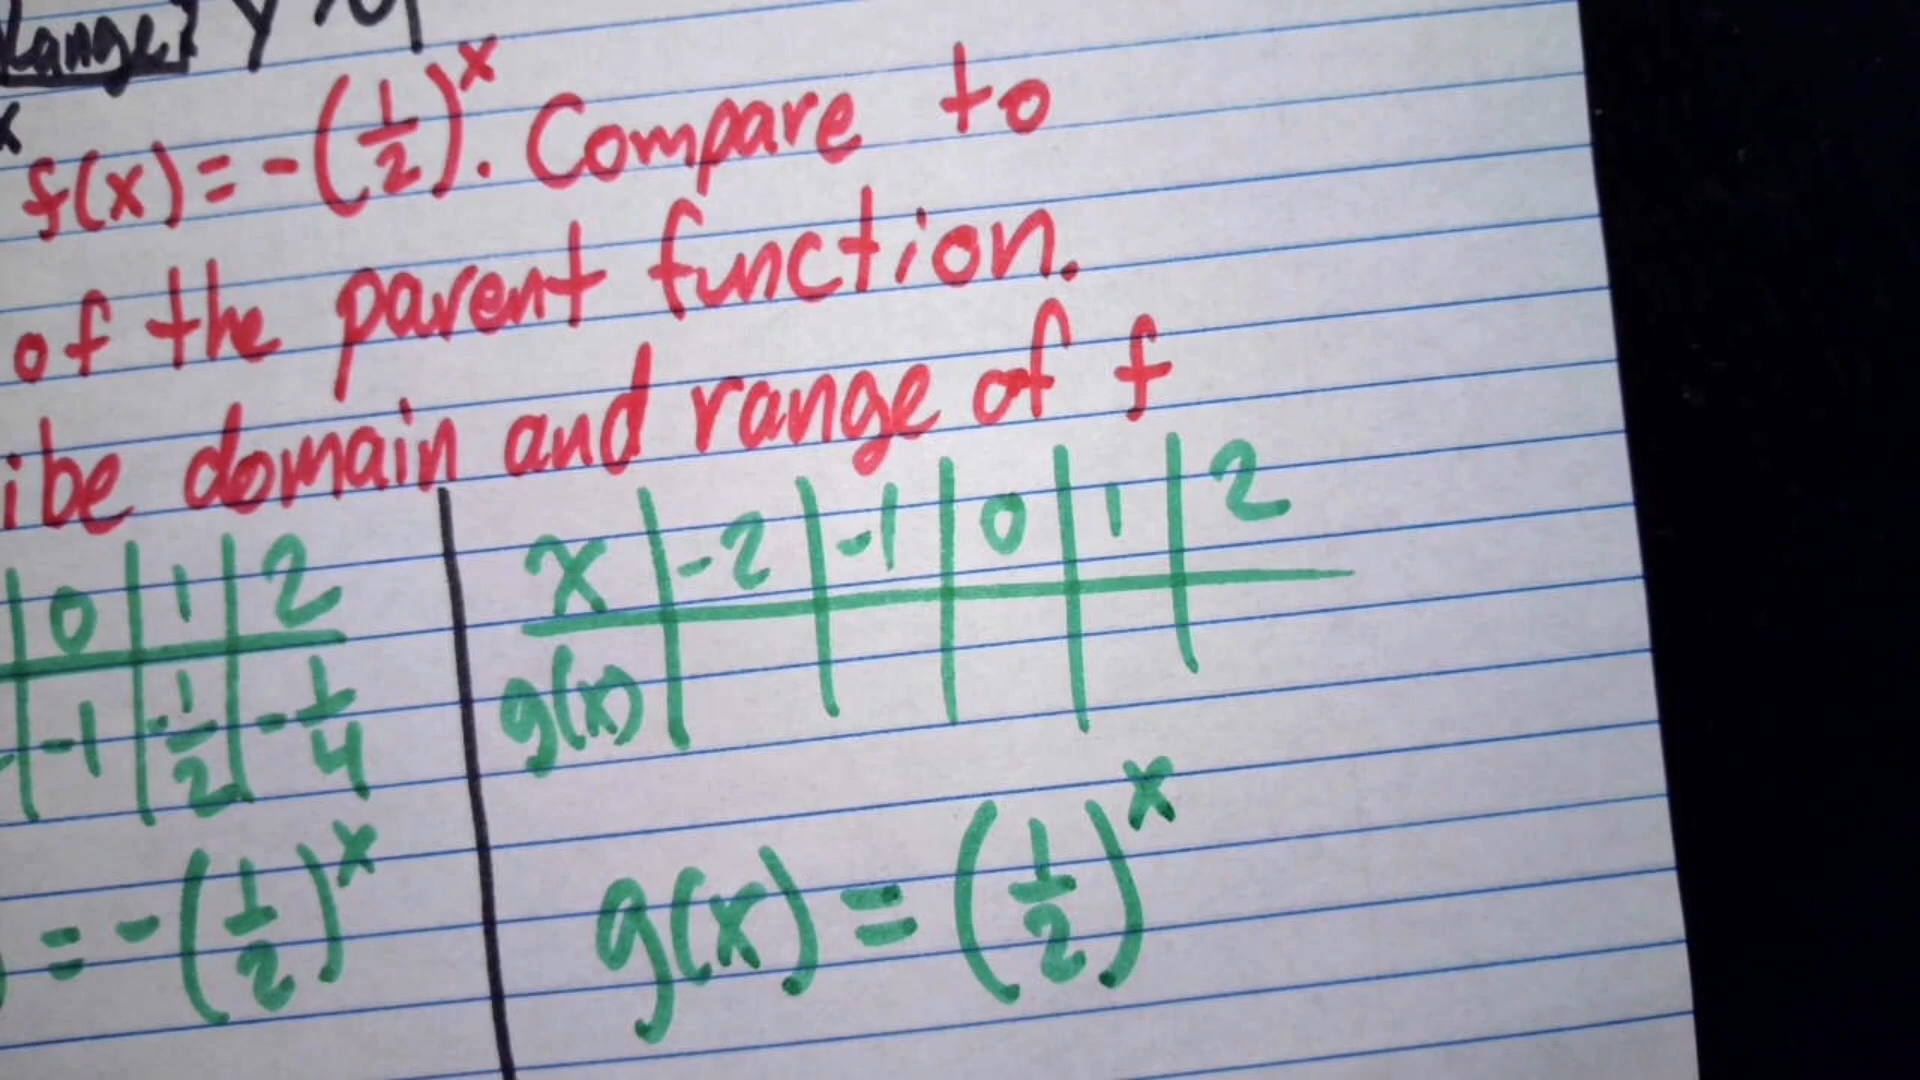 Range: y
x
f(x) = -(1/2)^x. Compare to
of the parent function.
ibe domain and range of f
0 | 1 | 2
-1 | -1/2 | -1/4
= -(1/2)^x
x | -2 | -1 | 0 | 1 | 2
g(x)
g(x) = (1/2)^x